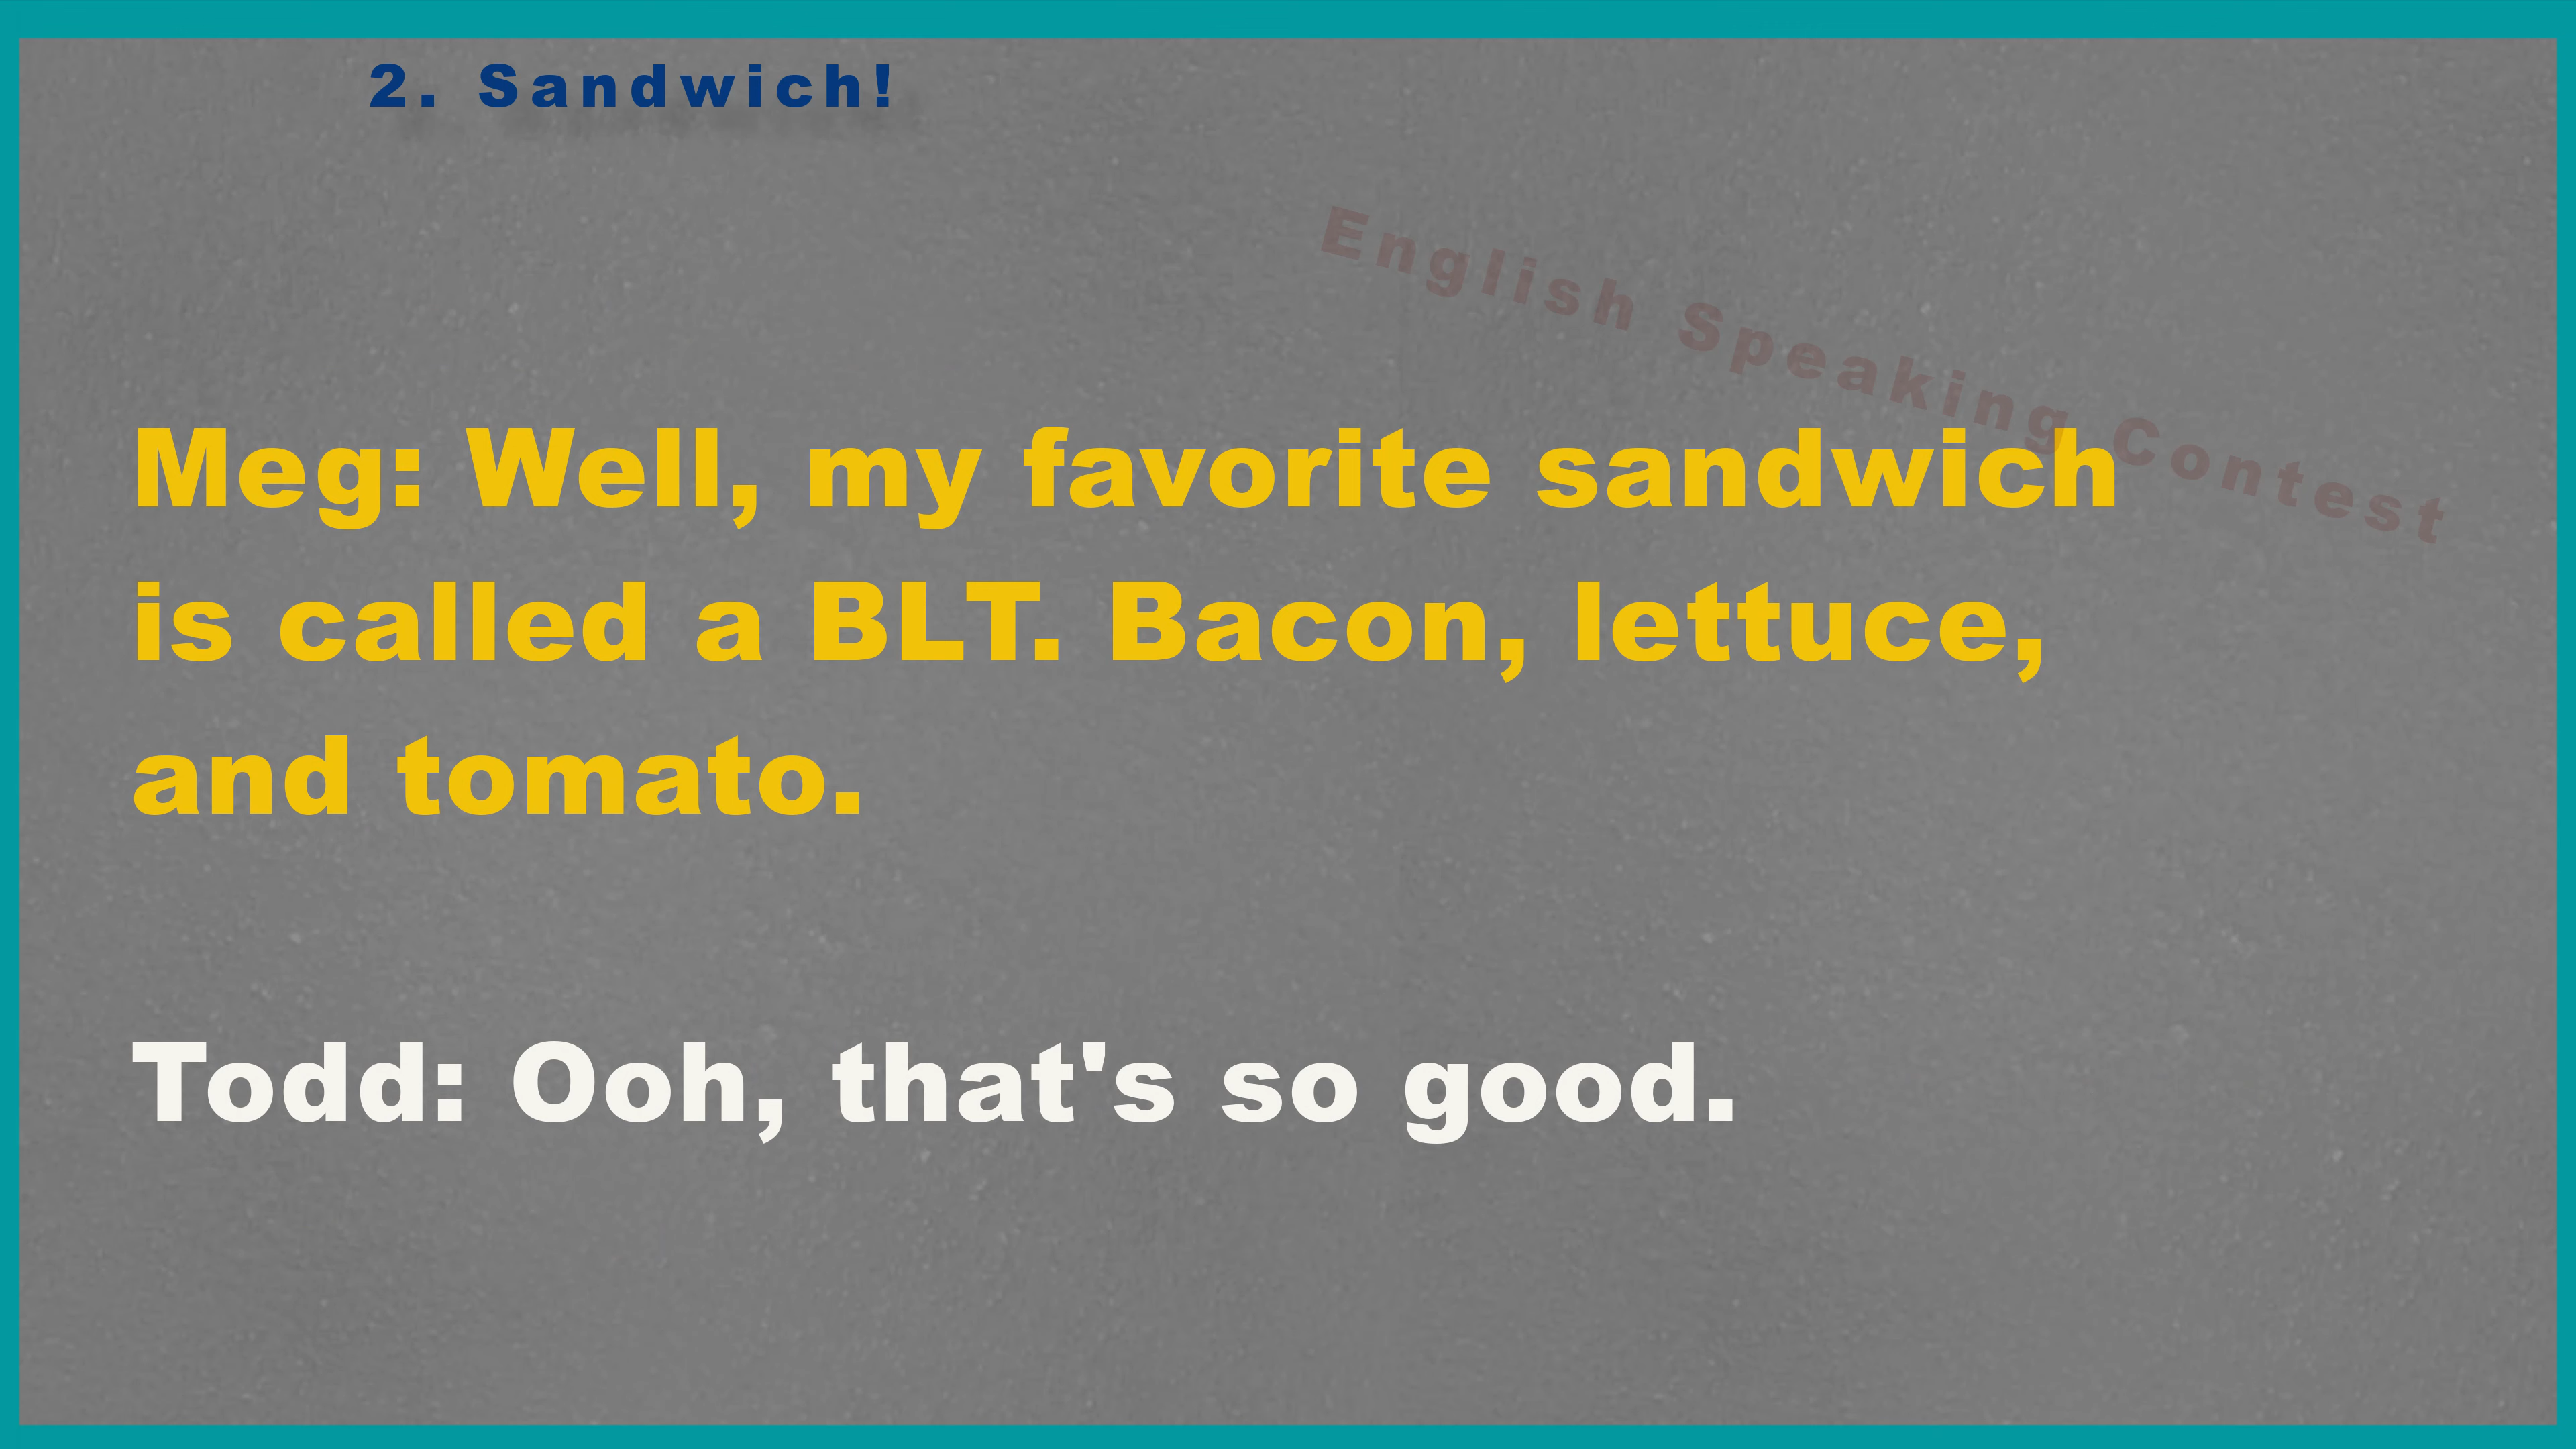 2. Sandwich!
English Speaking Contest
Meg: Well, my favorite sandwich
is called a BLT. Bacon, lettuce,
and tomato.
Todd: Ooh, that's so good.